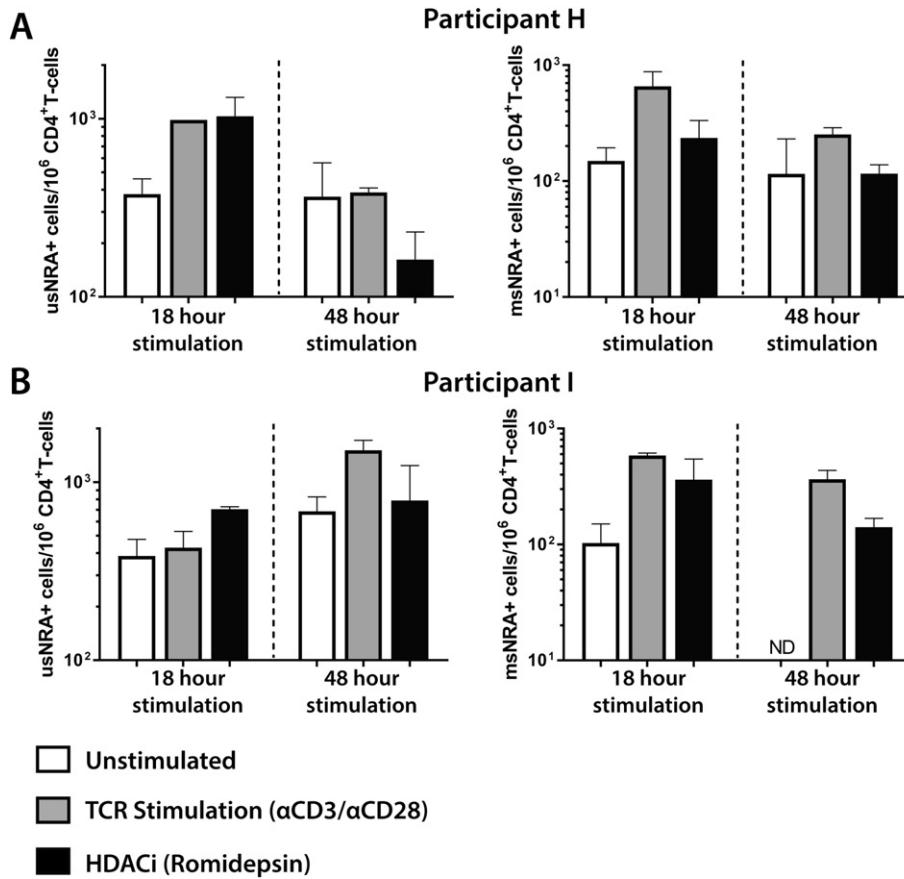 A
Participant H
usNRA+ cells/10⁶ CD4⁺T-cells
10³
10²
18 hour stimulation
48 hour stimulation
msNRA+ cells/10⁶ CD4⁺T-cells
10³
10²
10¹
18 hour stimulation
48 hour stimulation
B
Participant I
usNRA+ cells/10⁶ CD4⁺T-cells
10³
10²
18 hour stimulation
48 hour stimulation
msNRA+ cells/10⁶ CD4⁺T-cells
10³
10²
10¹
ND
18 hour stimulation
48 hour stimulation
Unstimulated
TCR Stimulation (αCD3/αCD28)
HDACi (Romidepsin)